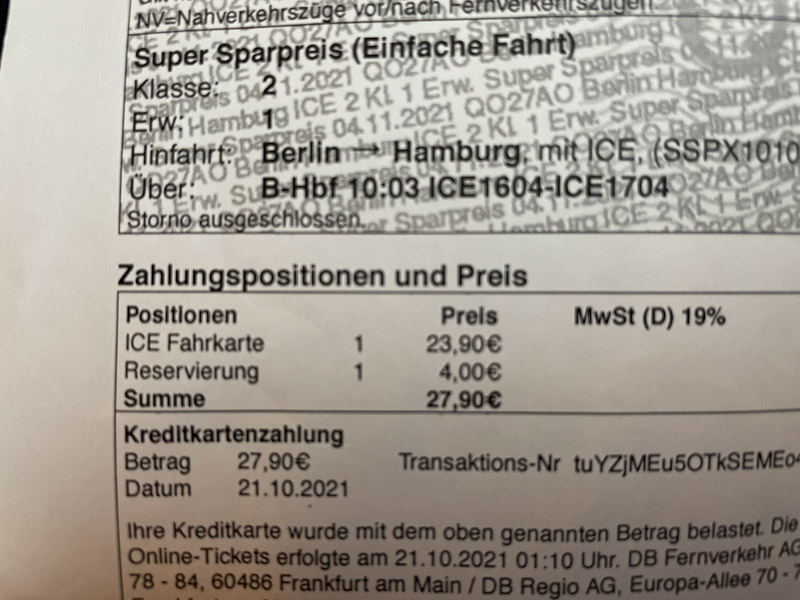 NV=Nahverkehrszüge vor/nach Fernverkehrszügen.
Super Sparpreis (Einfache Fahrt)
Klasse: 2
Erw: 1
Hinfahrt: Berlin → Hamburg, mit ICE, (SSPX1010
Über: B-Hbf 10:03 ICE1604-ICE1704
Storno ausgeschlossen.
Zahlungspositionen und Preis
Positionen Preis MwSt (D) 19%
ICE Fahrkarte 1 23,90€
Reservierung 1 4,00€
Summe 27,90€
Kreditkartenzahlung
Betrag 27,90€ Transaktions-Nr tuYZjMEu5OTkSEMEo
Datum 21.10.2021
Ihre Kreditkarte wurde mit dem oben genannten Betrag belastet. Die
Online-Tickets erfolgte am 21.10.2021 01:10 Uhr. DB Fernverkehr AG
78 - 84, 60486 Frankfurt am Main / DB Regio AG, Europa-Allee 70 - 7